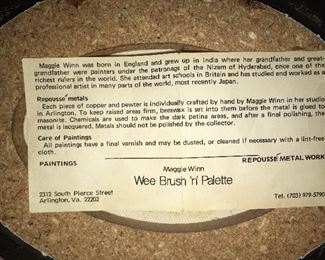 Maggie Winn was born in England and grew up in India where her grandfather and great-
grandfather were painters under the patronage of the Nizam of Hyderabad, once one of the
richest rulers in the world. She attended art schools in Britain and has studied and worked as a
professional artist in many parts of the world, most recently Japan.
Repousse' metals
Each piece of copper and pewter is individually crafted by hand by Maggie Winn in her studio
in Arlington. To keep raised areas firm, beeswax is set into them before the metal is glued to
masonite. Chemicals are used to make the dark patina areas, and after a final polishing, the
metal is lacquered. Metals should not be polished by the collector.
Care of Paintings
All paintings have a final varnish and may be dusted, or cleaned if necessary with a lint-free
cloth.
PAINTINGS REPOUSSE METAL WORK
Maggie Winn
Wee Brush 'n' Palette
2312 South Pierce Street Tel: (703) 979-5790
Arlington, Va. 22202